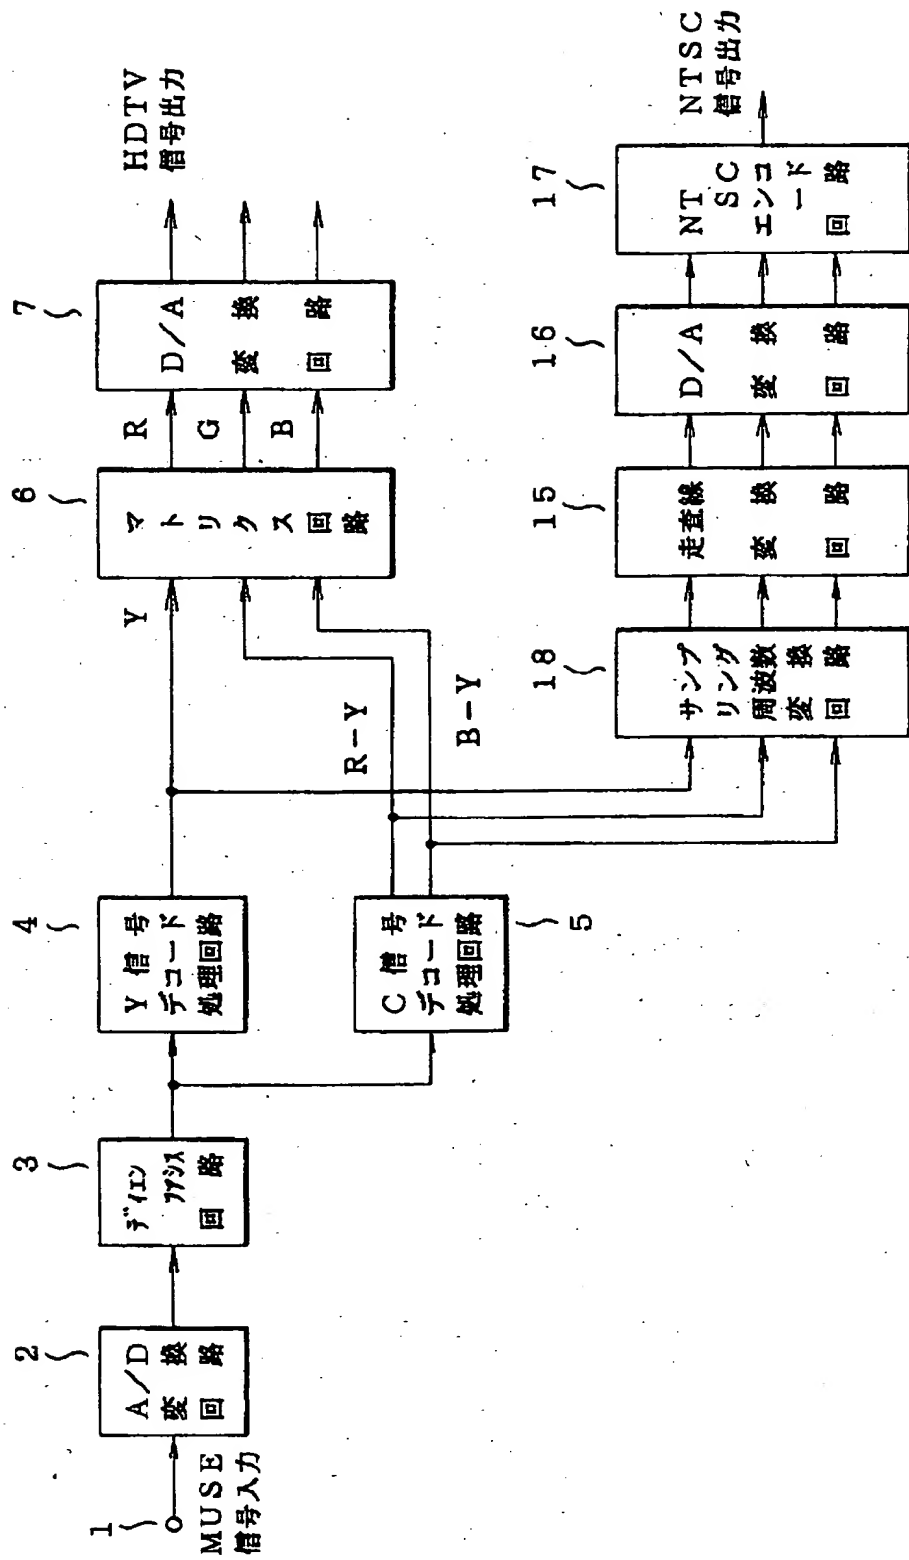 1
MUSE
信号入力
2
A/D
変換
回路
3
ディエン
ファシス
回路
4
Y信号
デコード
処理回路
C信号
デコード
処理回路
5
Y
R-Y
B-Y
6
マトリクス回路
R
G
B
7
D/A
変換
回路
HDTV
信号出力
18
サンプ
リング
周波数
変換
回路
15
走査線
変換
回路
16
D/A
変換
回路
17
NT
SC
エンコ
ード
回路
NTSC
信号出力